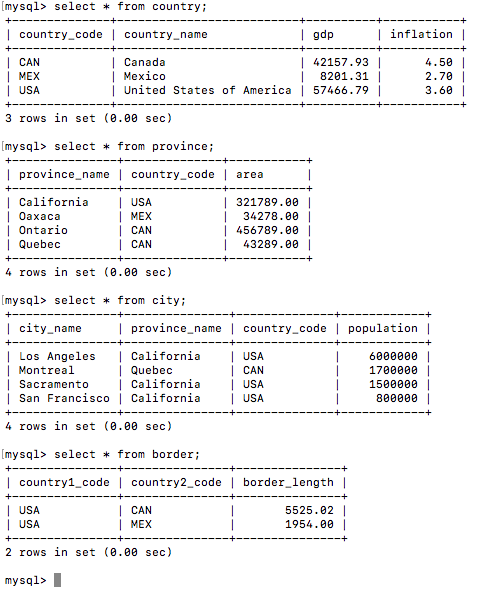 [mysql> select * from country;
+--------------+--------------------------+----------+-----------+
| country_code | country_name             | gdp      | inflation |
+--------------+--------------------------+----------+-----------+
| CAN          | Canada                   | 42157.93 |      4.50 |
| MEX          | Mexico                   |  8201.31 |      2.70 |
| USA          | United States of America | 57466.79 |      3.60 |
+--------------+--------------------------+----------+-----------+
3 rows in set (0.00 sec)
[mysql> select * from province;
+---------------+--------------+-----------+
| province_name | country_code | area      |
+---------------+--------------+-----------+
| California    | USA          | 321789.00 |
| Oaxaca        | MEX          |  34278.00 |
| Ontario       | CAN          | 456789.00 |
| Quebec        | CAN          |  43289.00 |
+---------------+--------------+-----------+
4 rows in set (0.00 sec)
[mysql> select * from city;
+---------------+---------------+--------------+------------+
| city_name     | province_name | country_code | population |
+---------------+---------------+--------------+------------+
| Los Angeles   | California    | USA          |    6000000 |
| Montreal      | Quebec        | CAN          |    1700000 |
| Sacramento    | California    | USA          |    1500000 |
| San Francisco | California    | USA          |     800000 |
+---------------+---------------+--------------+------------+
4 rows in set (0.00 sec)
[mysql> select * from border;
+---------------+---------------+---------------+
| country1_code | country2_code | border_length |
+---------------+---------------+---------------+
| USA           | CAN           |       5525.02 |
| USA           | MEX           |       1954.00 |
+---------------+---------------+---------------+
2 rows in set (0.00 sec)
mysql>